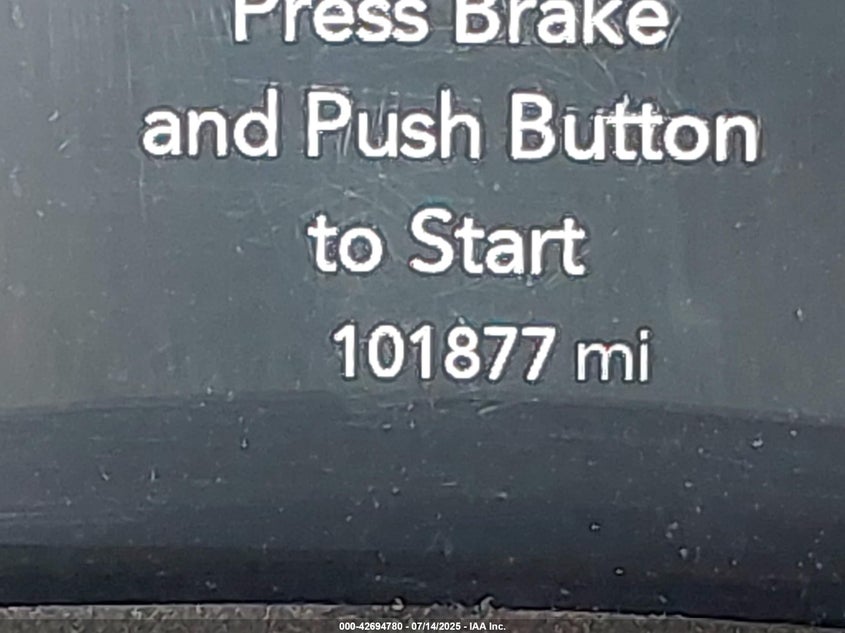 Press Brake
and Push Button
to Start
101877 mi
000-42694780 - 07/14/2025 - IAA Inc.